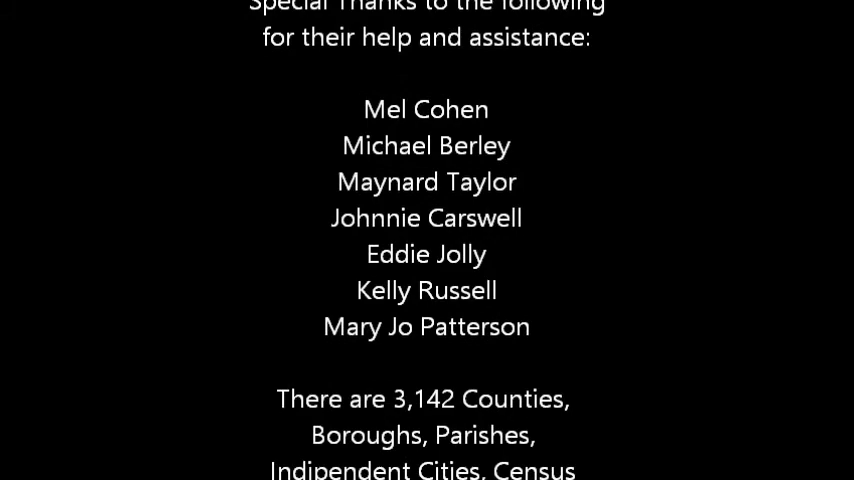 Special Thanks to the following
for their help and assistance:
Mel Cohen
Michael Berley
Maynard Taylor
Johnnie Carswell
Eddie Jolly
Kelly Russell
Mary Jo Patterson
There are 3,142 Counties,
Boroughs, Parishes,
Indipendent Cities, Census